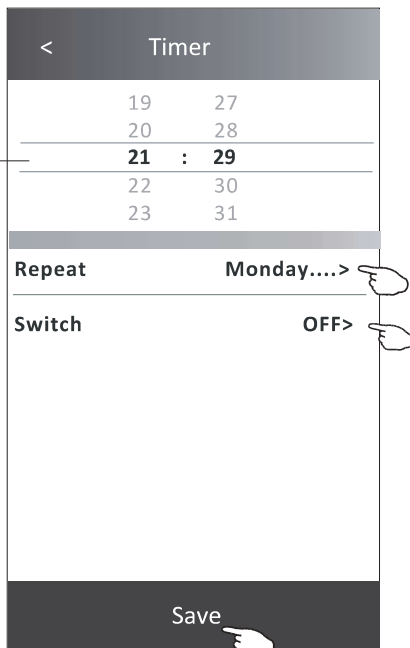 < Timer
19 27
20 28
21 : 29
22 30
23 31
Repeat Monday....>
Switch OFF>
Save